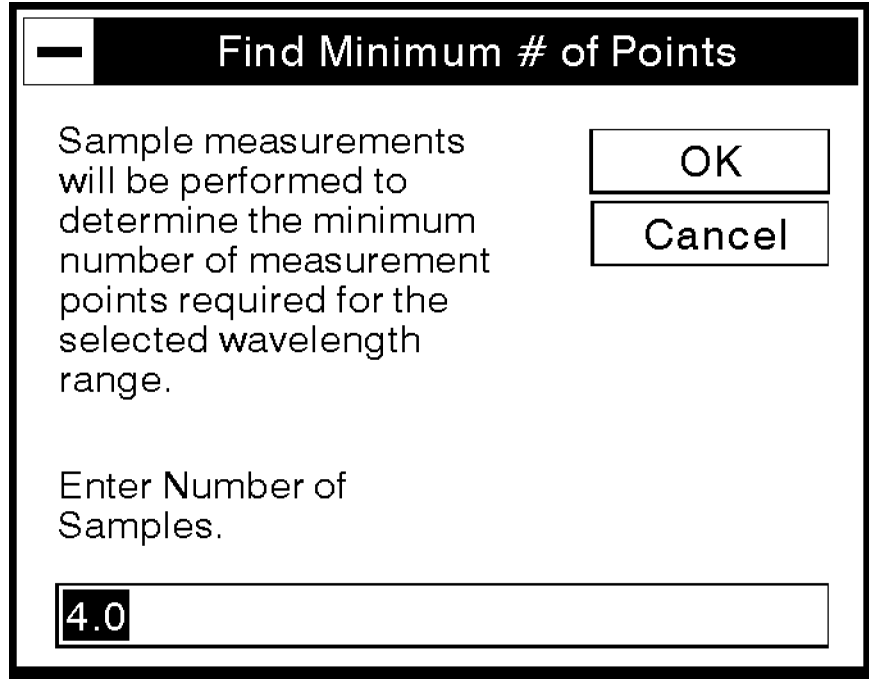 Find Minimum # of Points
Sample measurements
will be performed to
determine the minimum
number of measurement
points required for the
selected wavelength
range.
OK
Cancel
Enter Number of
Samples.
4.0